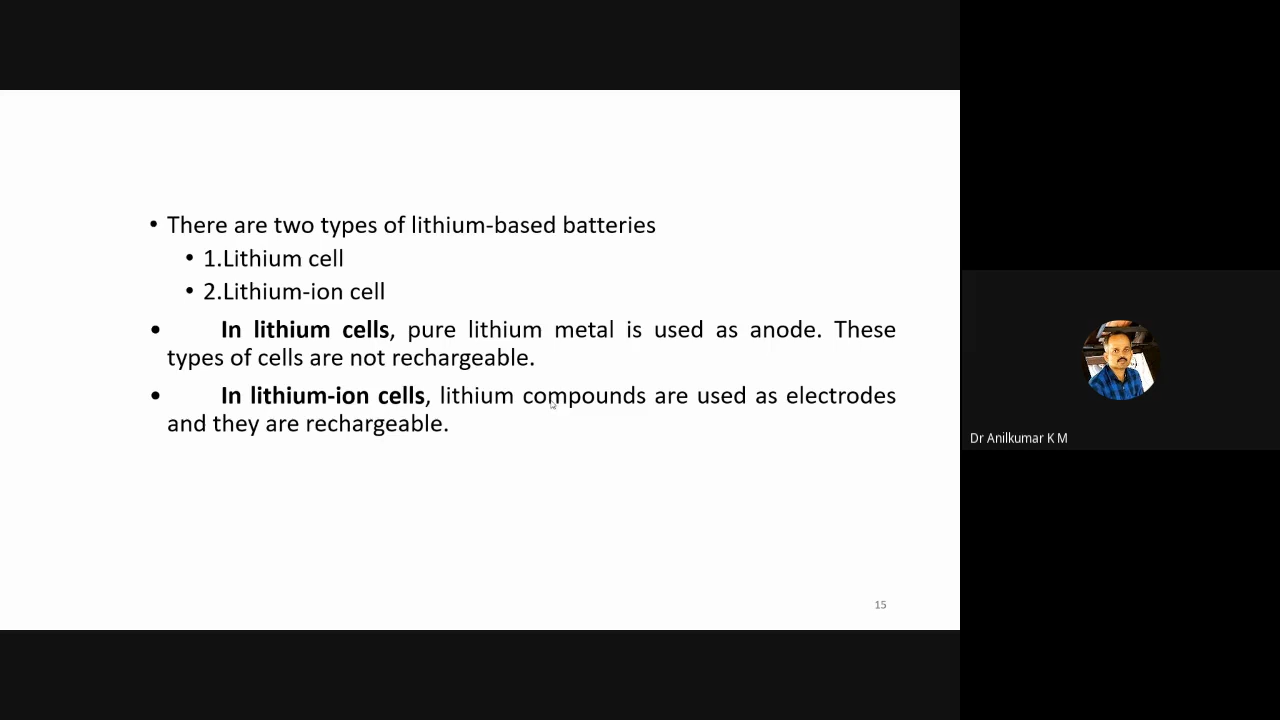 • There are two types of lithium-based batteries
• 1.Lithium cell
• 2.Lithium-ion cell
• In lithium cells, pure lithium metal is used as anode. These
types of cells are not rechargeable.
• In lithium-ion cells, lithium compounds are used as electrodes
and they are rechargeable.
15
Dr Anilkumar K M